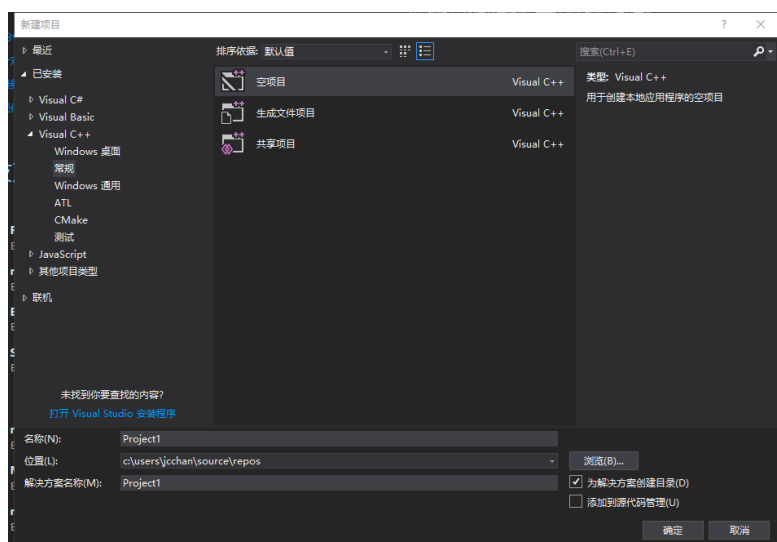 新建项目
最近
排序依据: 默认值
搜索(Ctrl+E)
已安装
Visual C#
Visual Basic
Visual C++
Windows 桌面
常规
Windows 通用
ATL
CMake
测试
JavaScript
其他项目类型
联机
未找到你要查找的内容?
打开 Visual Studio 安装程序
空项目 Visual C++
生成文件项目 Visual C++
共享项目 Visual C++
类型: Visual C++
用于创建本地应用程序的空项目
名称(N): Project1
位置(L): c:\users\jcchan\source\repos
浏览(B)...
解决方案名称(M): Project1
为解决方案创建目录(D)
添加到源代码管理(U)
确定 取消